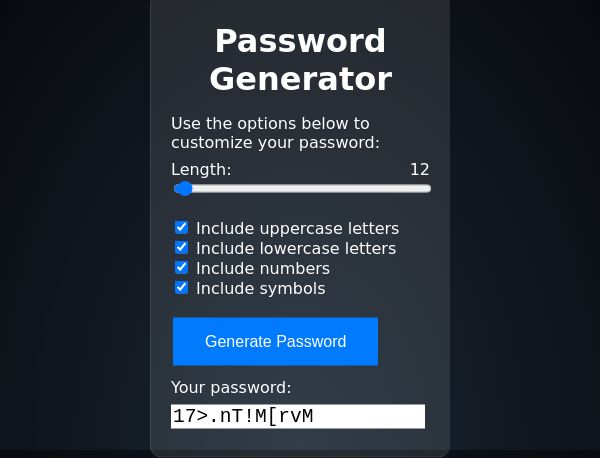 Password
Generator
Use the options below to
customize your password:
Length: 12
Include uppercase letters
Include lowercase letters
Include numbers
Include symbols
Generate Password
Your password:
17>.nT!M[rvM